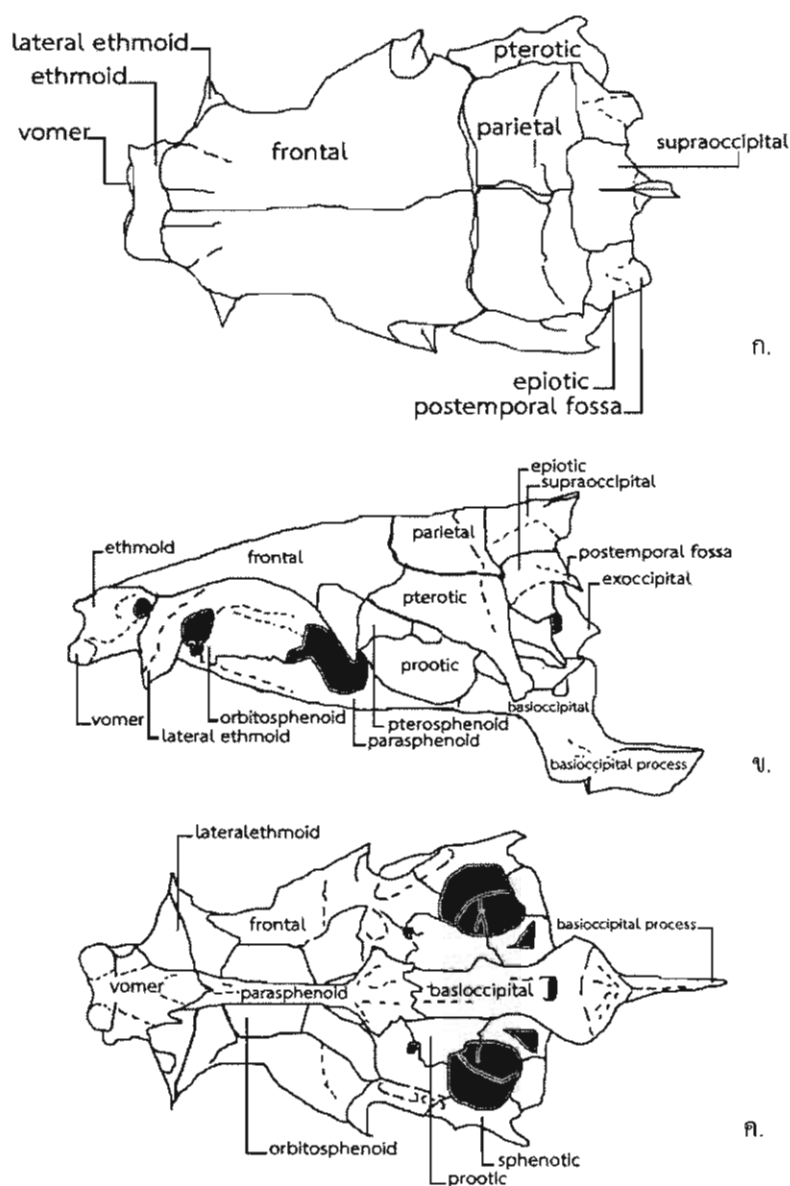 lateral ethmoid
ethmoid
vomer
frontal
pterotic
parietal
supraoccipital
epiotic
postemporal fossa
ก.
epiotic
supraoccipital
ethmoid
frontal
parietal
postemporal fossa
exoccipital
pterotic
prootic
vomer
orbitosphenoid
lateral ethmoid
pterosphenoid
parasphenoid
basioccipital
basioccipital process
ข.
lateralethmoid
frontal
basioccipital process
vomer
parasphenoid
basioccipital
orbitosphenoid
sphenotic
prootic
ค.